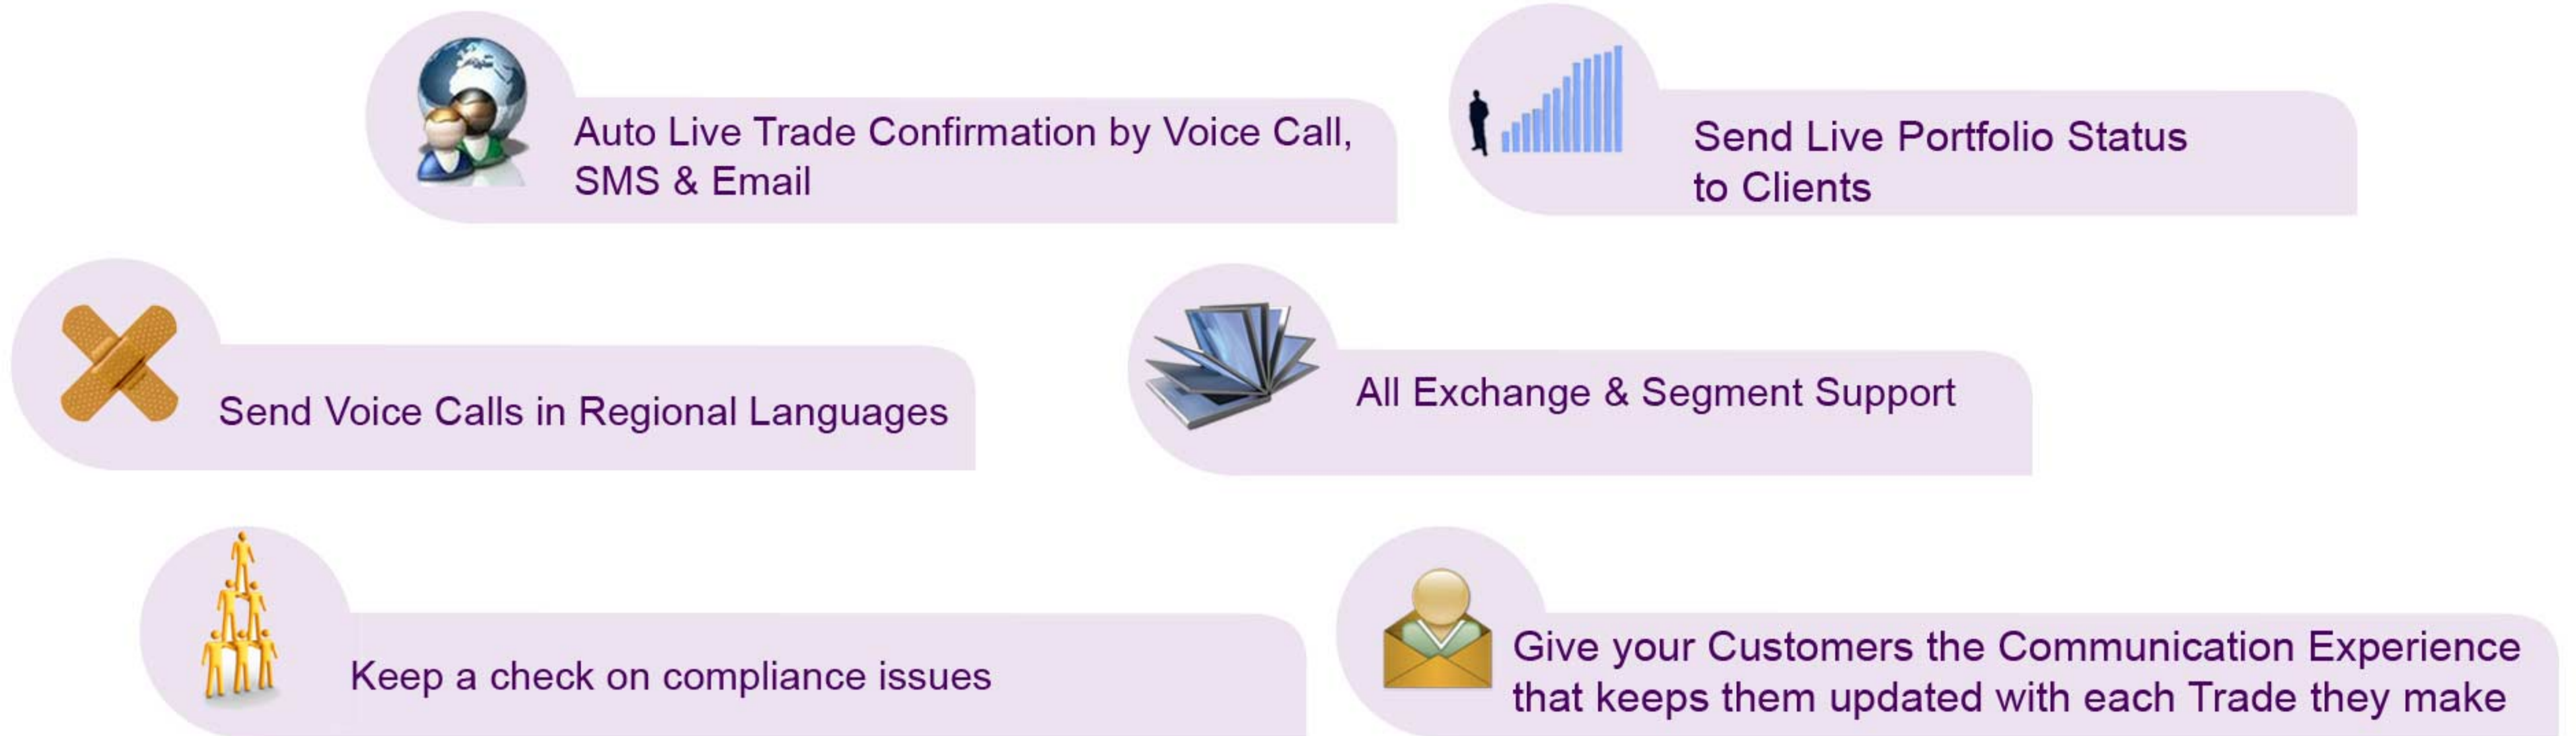 Auto Live Trade Confirmation by Voice Call,
SMS & Email
Send Live Portfolio Status
to Clients
Send Voice Calls in Regional Languages
All Exchange & Segment Support
Keep a check on compliance issues
Give your Customers the Communication Experience
that keeps them updated with each Trade they make